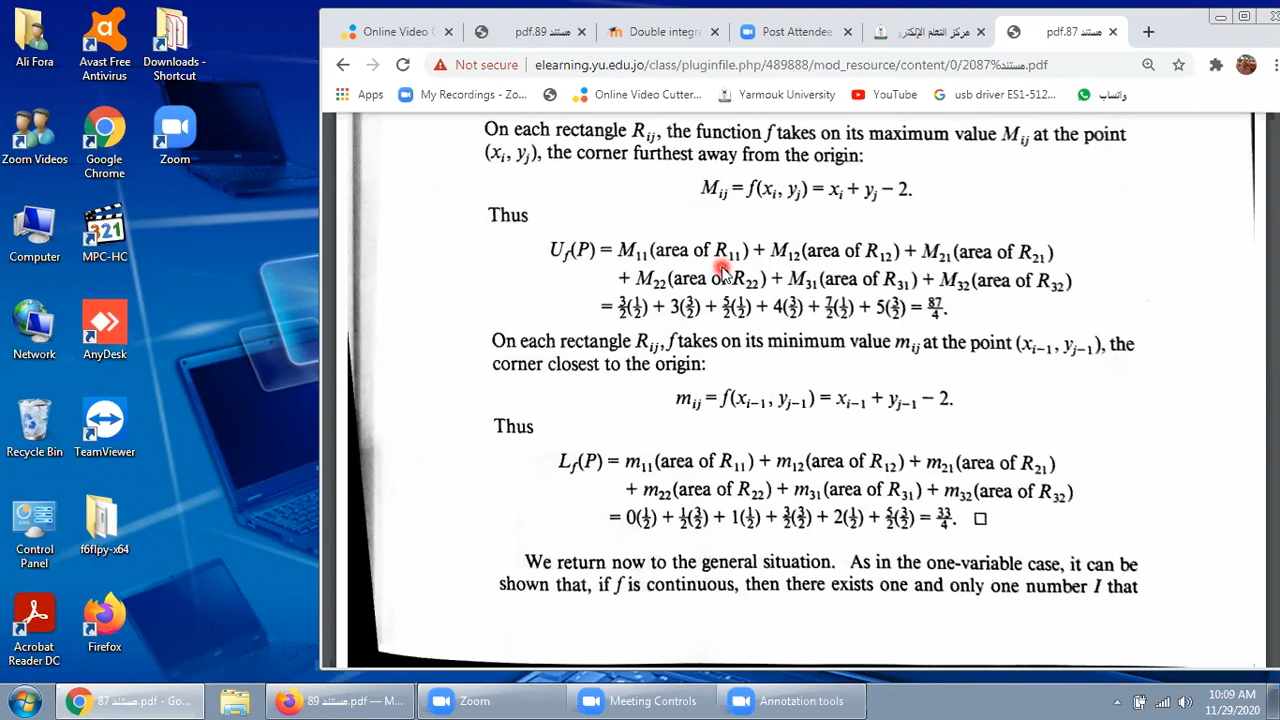 Ali Fora
Avast Free Antivirus
Downloads - Shortcut
Zoom Videos
Google Chrome
Zoom
Computer
MPC-HC
Network
AnyDesk
Recycle Bin
TeamViewer
Control Panel
f6flpy-x64
Acrobat Reader DC
Firefox
Online Video C
مستند 89.pdf
Double integr
Post Attendee
مركز التعلم الإلكتر
مستند 87.pdf
Not secure
elearning.yu.edu.jo/class/pluginfile.php/489888/mod_resource/content/0/2087%مستند.pdf
Apps
My Recordings - Zo...
Online Video Cutter...
Yarmouk University
YouTube
usb driver ES1-512...
واتساب
On each rectangle R_ij, the function f takes on its maximum value M_ij at the point
(x_i, y_j), the corner furthest away from the origin:
M_ij = f(x_i, y_j) = x_i + y_j − 2.
Thus
U_f(P) = M_11(area of R_11) + M_12(area of R_12) + M_21(area of R_21)
+ M_22(area of R_22) + M_31(area of R_31) + M_32(area of R_32)
= 3/2(1/2) + 3(3/2) + 5/2(1/2) + 4(3/2) + 7/2(1/2) + 5(3/2) = 87/4.
On each rectangle R_ij, f takes on its minimum value m_ij at the point (x_i−1, y_j−1), the
corner closest to the origin:
m_ij = f(x_i−1, y_j−1) = x_i−1 + y_j−1 − 2.
Thus
L_f(P) = m_11(area of R_11) + m_12(area of R_12) + m_21(area of R_21)
+ m_22(area of R_22) + m_31(area of R_31) + m_32(area of R_32)
= 0(1/2) + 1/2(3/2) + 1(1/2) + 3/2(3/2) + 2(1/2) + 5/2(3/2) = 33/4. □
We return now to the general situation. As in the one-variable case, it can be
shown that, if f is continuous, then there exists one and only one number I that
مستند 87.pdf - Go...
مستند 89.pdf — M...
Zoom
Meeting Controls
Annotation tools
10:09 AM
11/29/2020